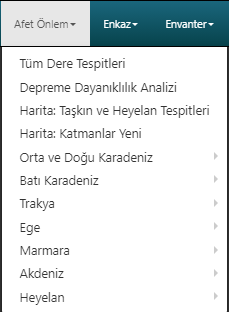 Afet Önlem Enkaz Envanter
Tüm Dere Tespitleri
Depreme Dayanıklılık Analizi
Harita: Taşkın ve Heyelan Tespitleri
Harita: Katmanlar Yeni
Orta ve Doğu Karadeniz
Batı Karadeniz
Trakya
Ege
Marmara
Akdeniz
Heyelan